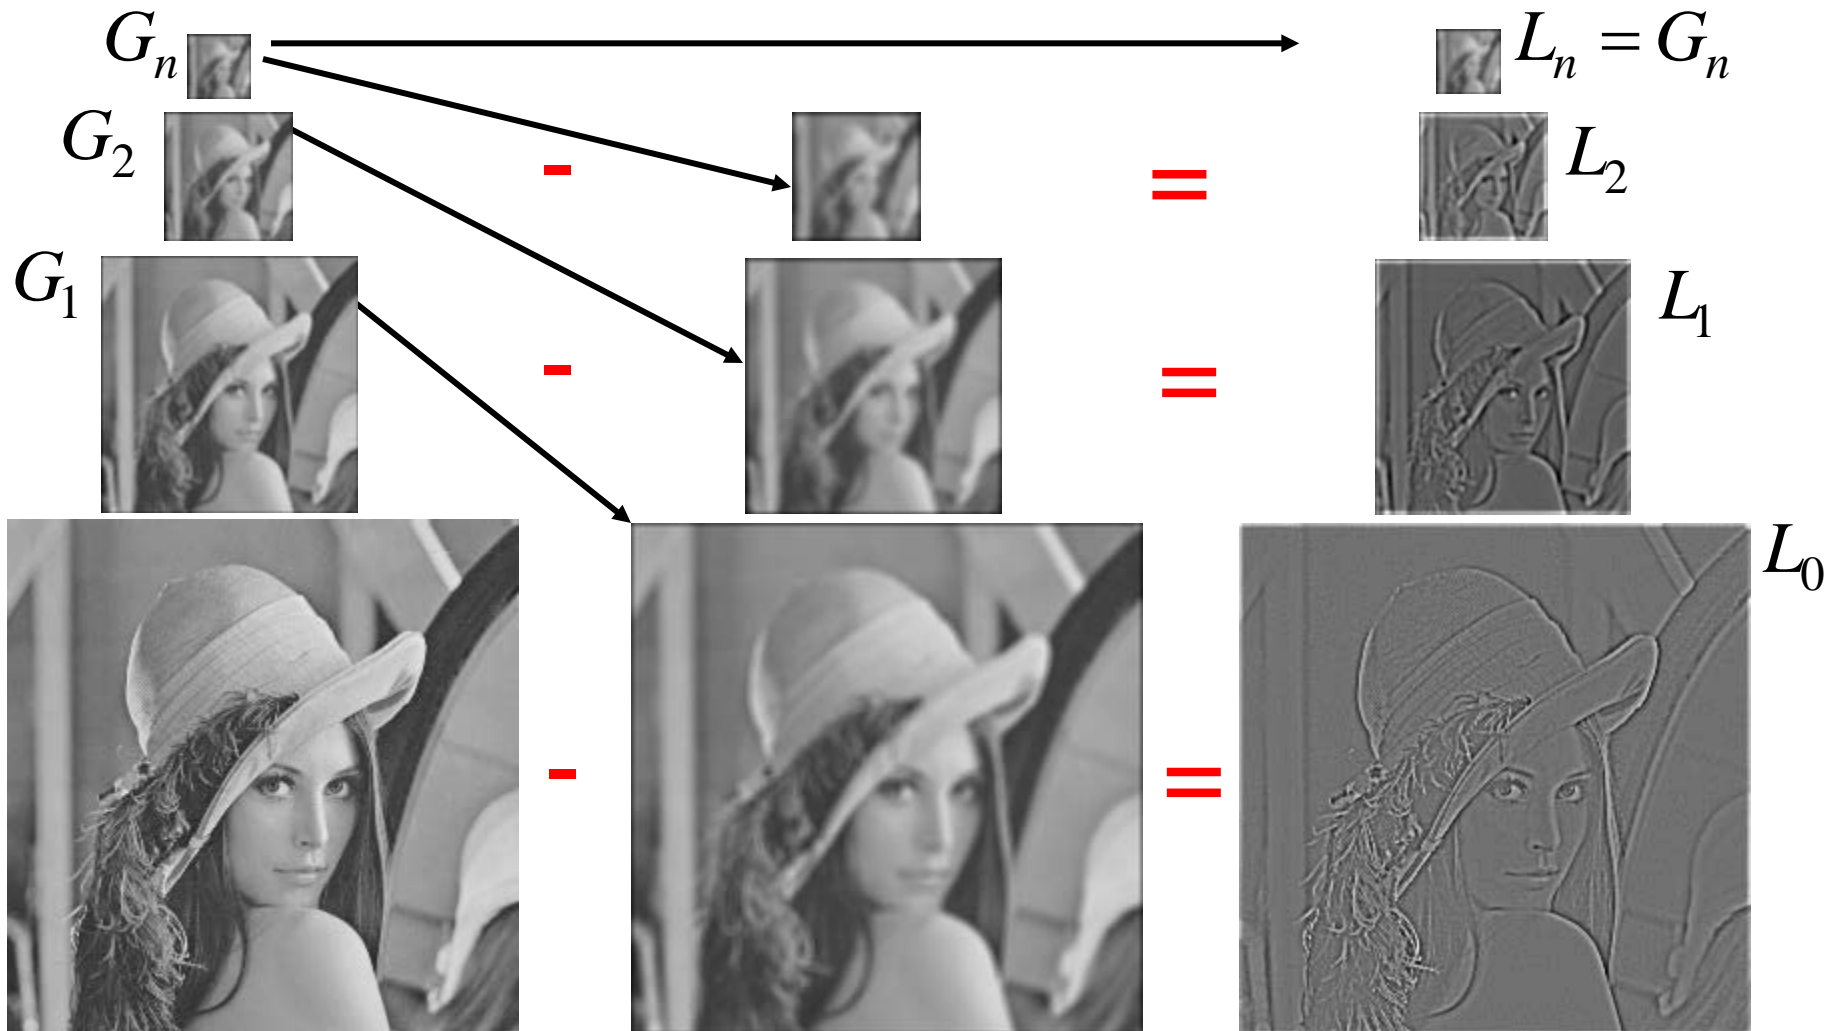 Gₙ Lₙ = Gₙ
G₂ - = L₂
G₁ - = L₁
- = L₀